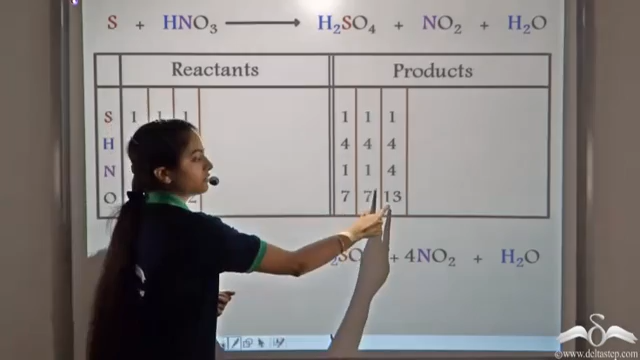 S + HNO3 → H2SO4 + NO2 + H2O
Reactants Products
S 1 1 1 1 1 1
H 4 4 4
N 1 1 4
O 2 7 7 13
+ 4NO2 + H2O
©www.deltastep.com